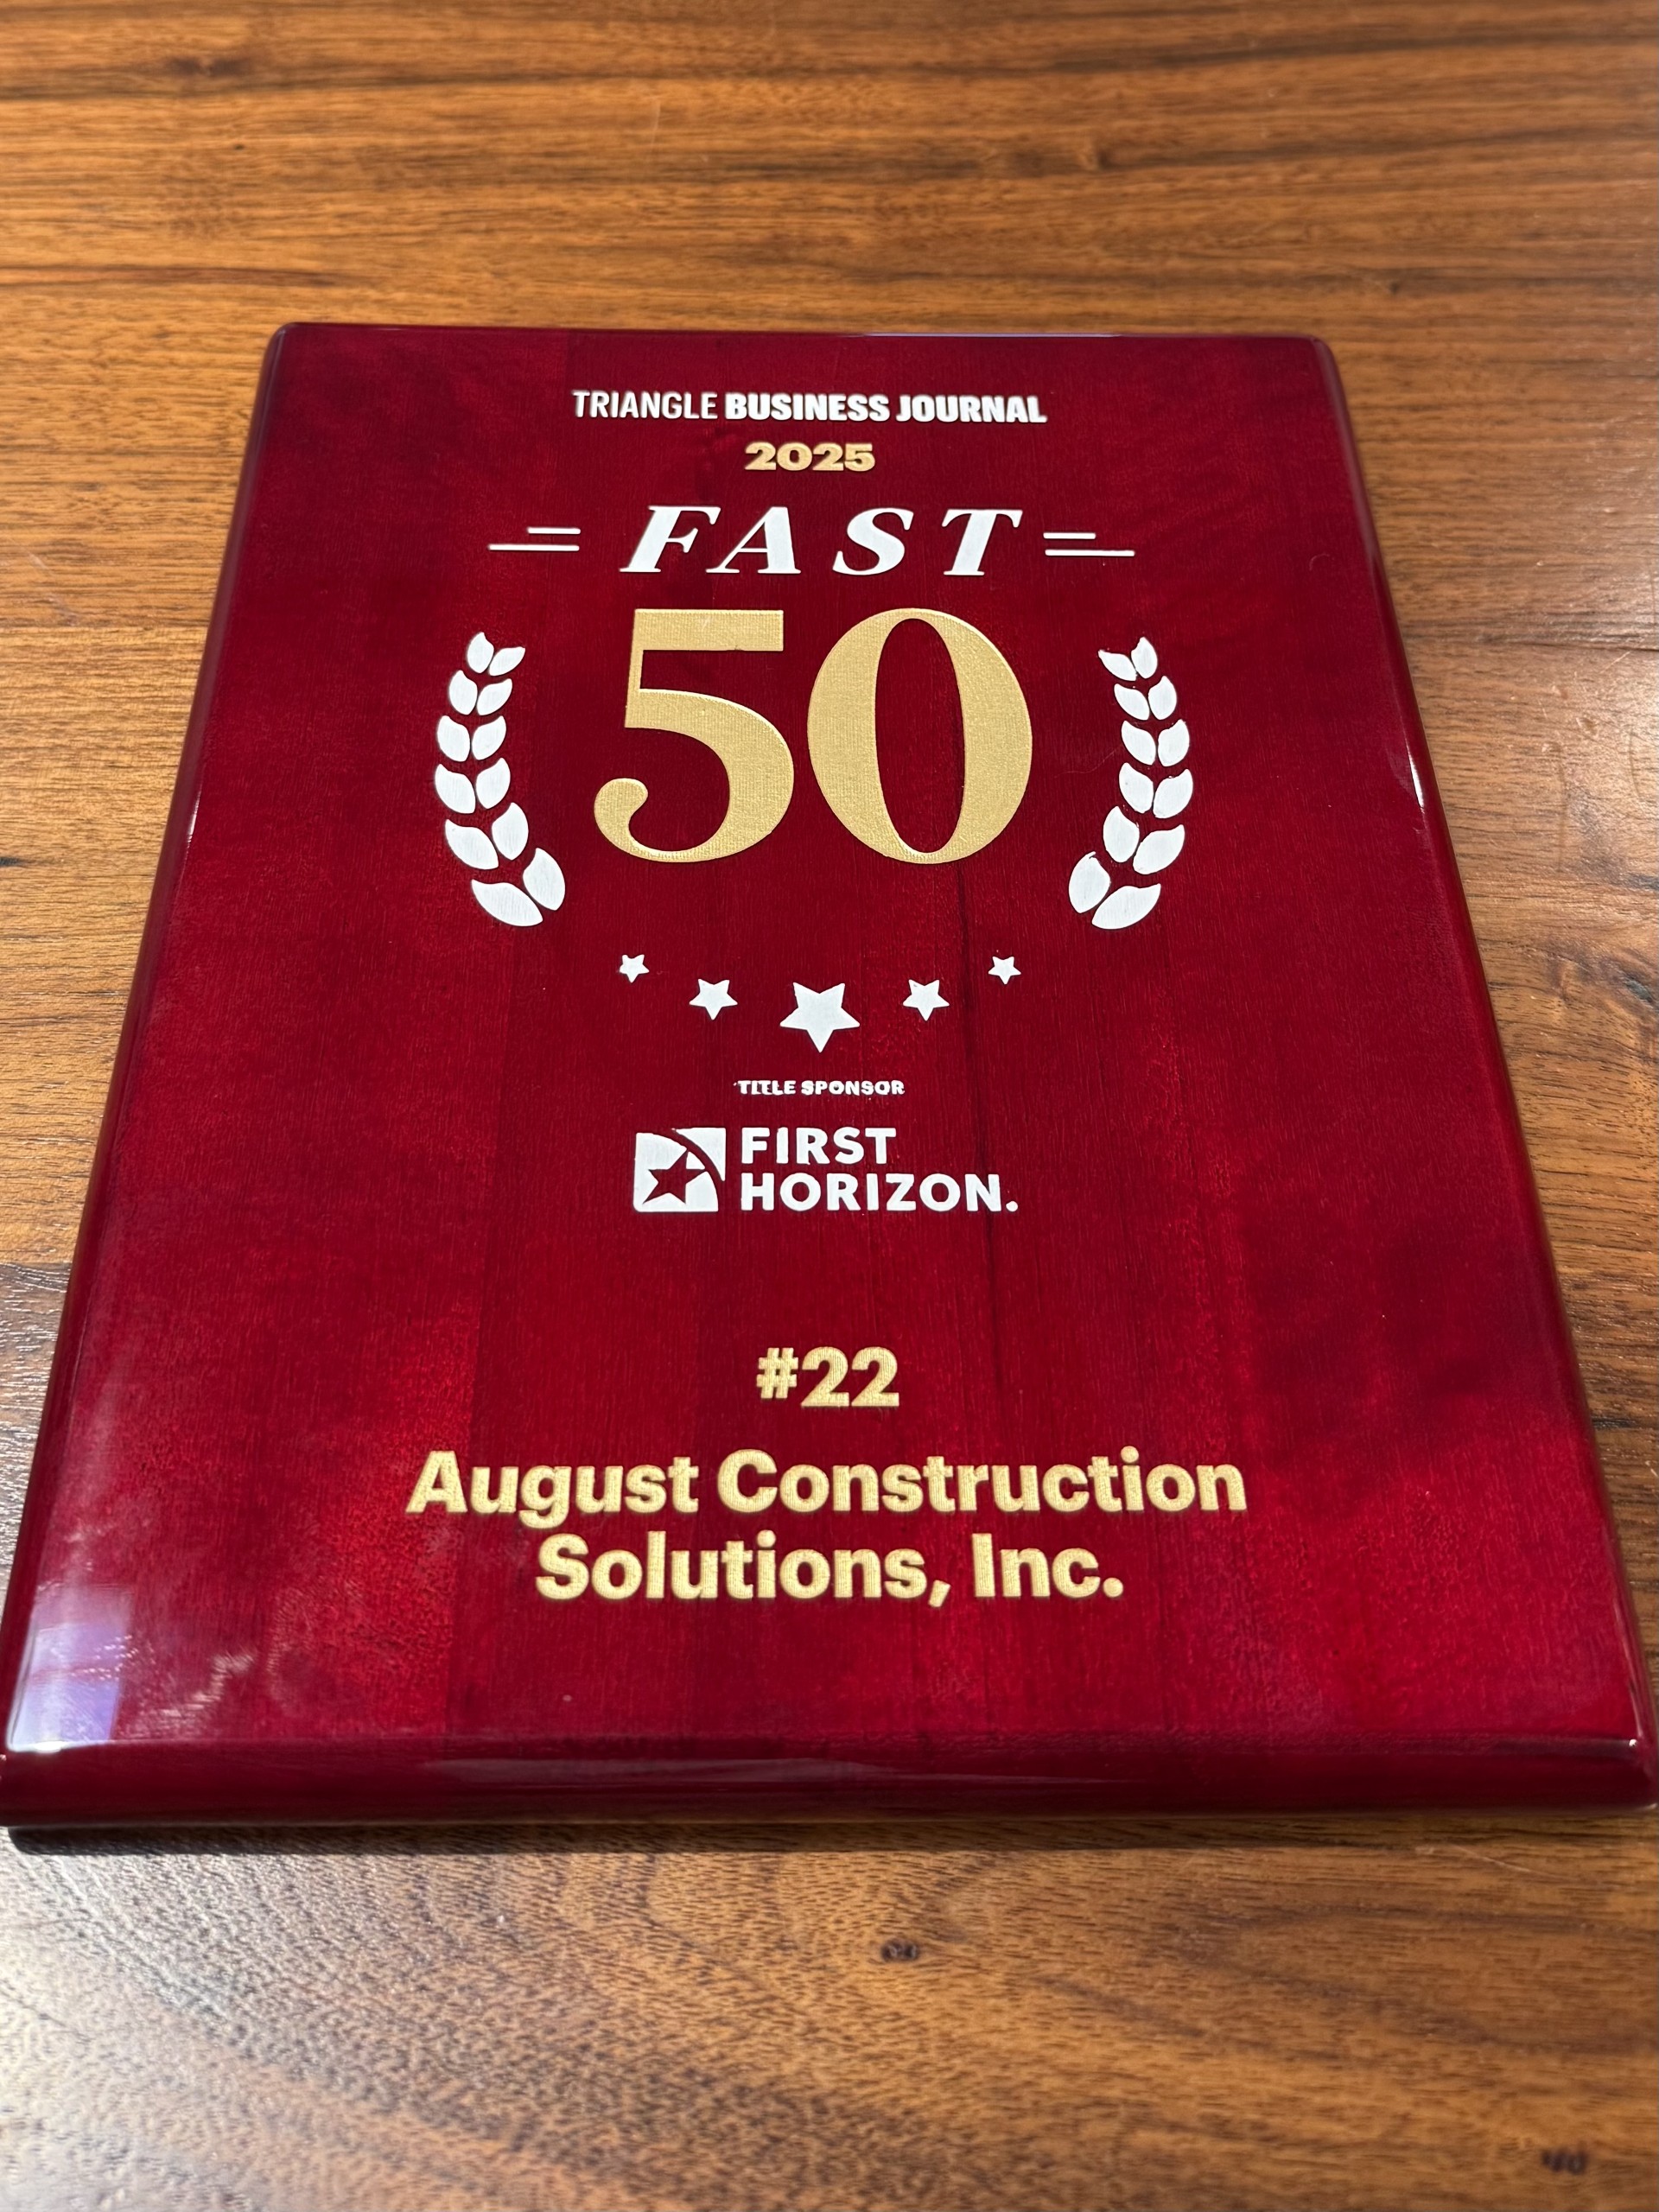 TRIANGLE BUSINESS JOURNAL
2025
FAST
50
TITLE SPONSOR
FIRST
HORIZON.
#22
August Construction
Solutions, Inc.